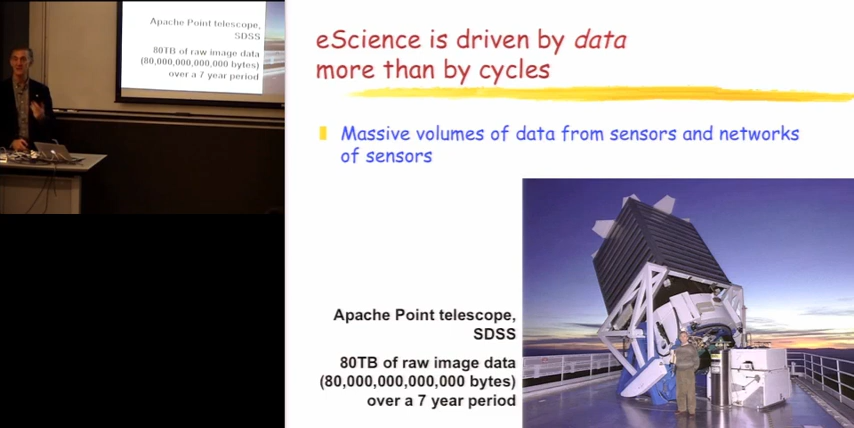 Apache Point telescope,
SDSS
80TB of raw image data
(80,000,000,000,000 bytes)
over a 7 year period
eScience is driven by data
more than by cycles
Massive volumes of data from sensors and networks
of sensors
Apache Point telescope,
SDSS
80TB of raw image data
(80,000,000,000,000 bytes)
over a 7 year period